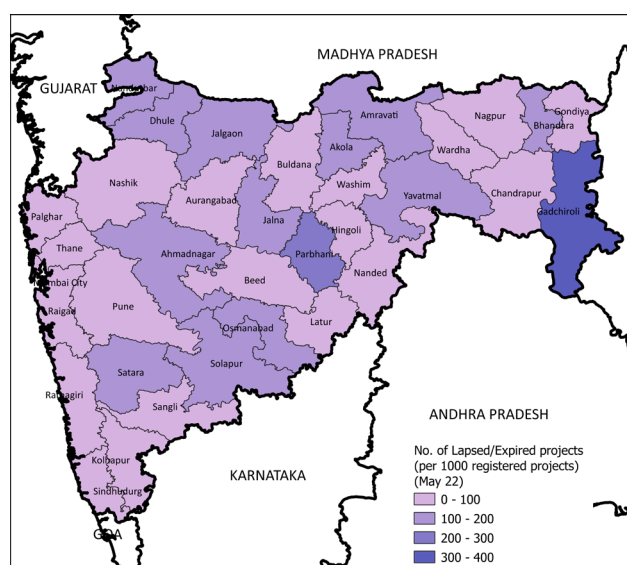 MADHYA PRADESH
GUJARAT
Nandurbar
Dhule
Jalgaon
Amravati
Nagpur
Gondiya
Bhandara
Buldana
Akola
Wardha
Nashik
Washim
Aurangabad
Yavatmal
Chandrapur
Palghar
Jalna
Hingoli
Gadchiroli
Thane
Ahmadnagar
Parbhani
Nanded
Mumbai City
Beed
Pune
Raigad
Latur
Osmanabad
Satara
Solapur
Ratnagiri
Sangli
ANDHRA PRADESH
Kolhapur
KARNATAKA
Sindhudurg
GOA
No. of Lapsed/Expired projects
(per 1000 registered projects)
(May 22)
0 - 100
100 - 200
200 - 300
300 - 400